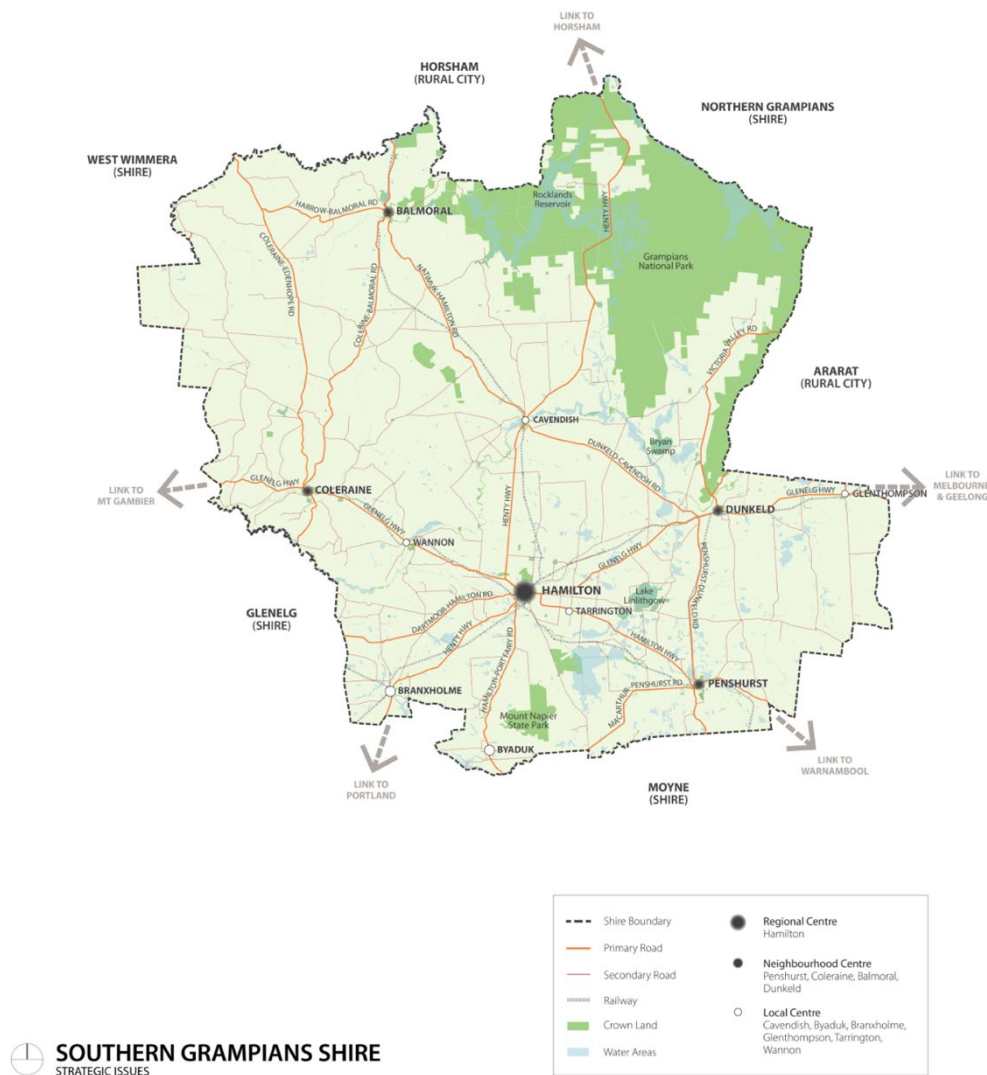 LINK TO
HORSHAM
HORSHAM
(RURAL CITY)
NORTHERN GRAMPIANS
(SHIRE)
WEST WIMMERA
(SHIRE)
Rocklands
Reservoir
HENTY HWY
HARROW-BALMORAL RD
BALMORAL
COLERAINE-EDENHOPE RD
COLERINE-BALMORAL RD
NATIMUK-HAMILTON RD
Grampians
National Park
VICTORIA VALLEY RD
ARARAT
(RURAL CITY)
CAVENDISH
DUNKELD-CAVENDISH RD
Bryan
Swamp
LINK TO
MT GAMBIER
GLENELG HWY
COLERAINE
GLENELG HWY
WANNON
HENTY HWY
DUNKELD
GLENELG HWY
GLENTHOMPSON
LINK TO
MELBOURNE
& GEELONG
GLENELG HWY
PENSHURST-DUNKELD RD
HAMILTON
TARRINGTON
Lake
Linlithgow
GLENELG
(SHIRE)
DARTMOOR-HAMILTON RD
HENTY HWY
HAMILTON-PORT FAIRY RD
HAMILTON HWY
BRANXHOLME
PENSHURST
MACARTHUR-PENSHURST RD
Mount Napier
State Park
BYADUK
LINK TO
PORTLAND
MOYNE
(SHIRE)
LINK TO
WARNAMBOOL
Shire Boundary
Primary Road
Secondary Road
Railway
Crown Land
Water Areas
Regional Centre
Hamilton
Neighbourhood Centre
Penshurst, Coleraine, Balmoral,
Dunkeld
Local Centre
Cavendish, Byaduk, Branxholme,
Glenthompson, Tarrington,
Wannon
SOUTHERN GRAMPIANS SHIRE
STRATEGIC ISSUES